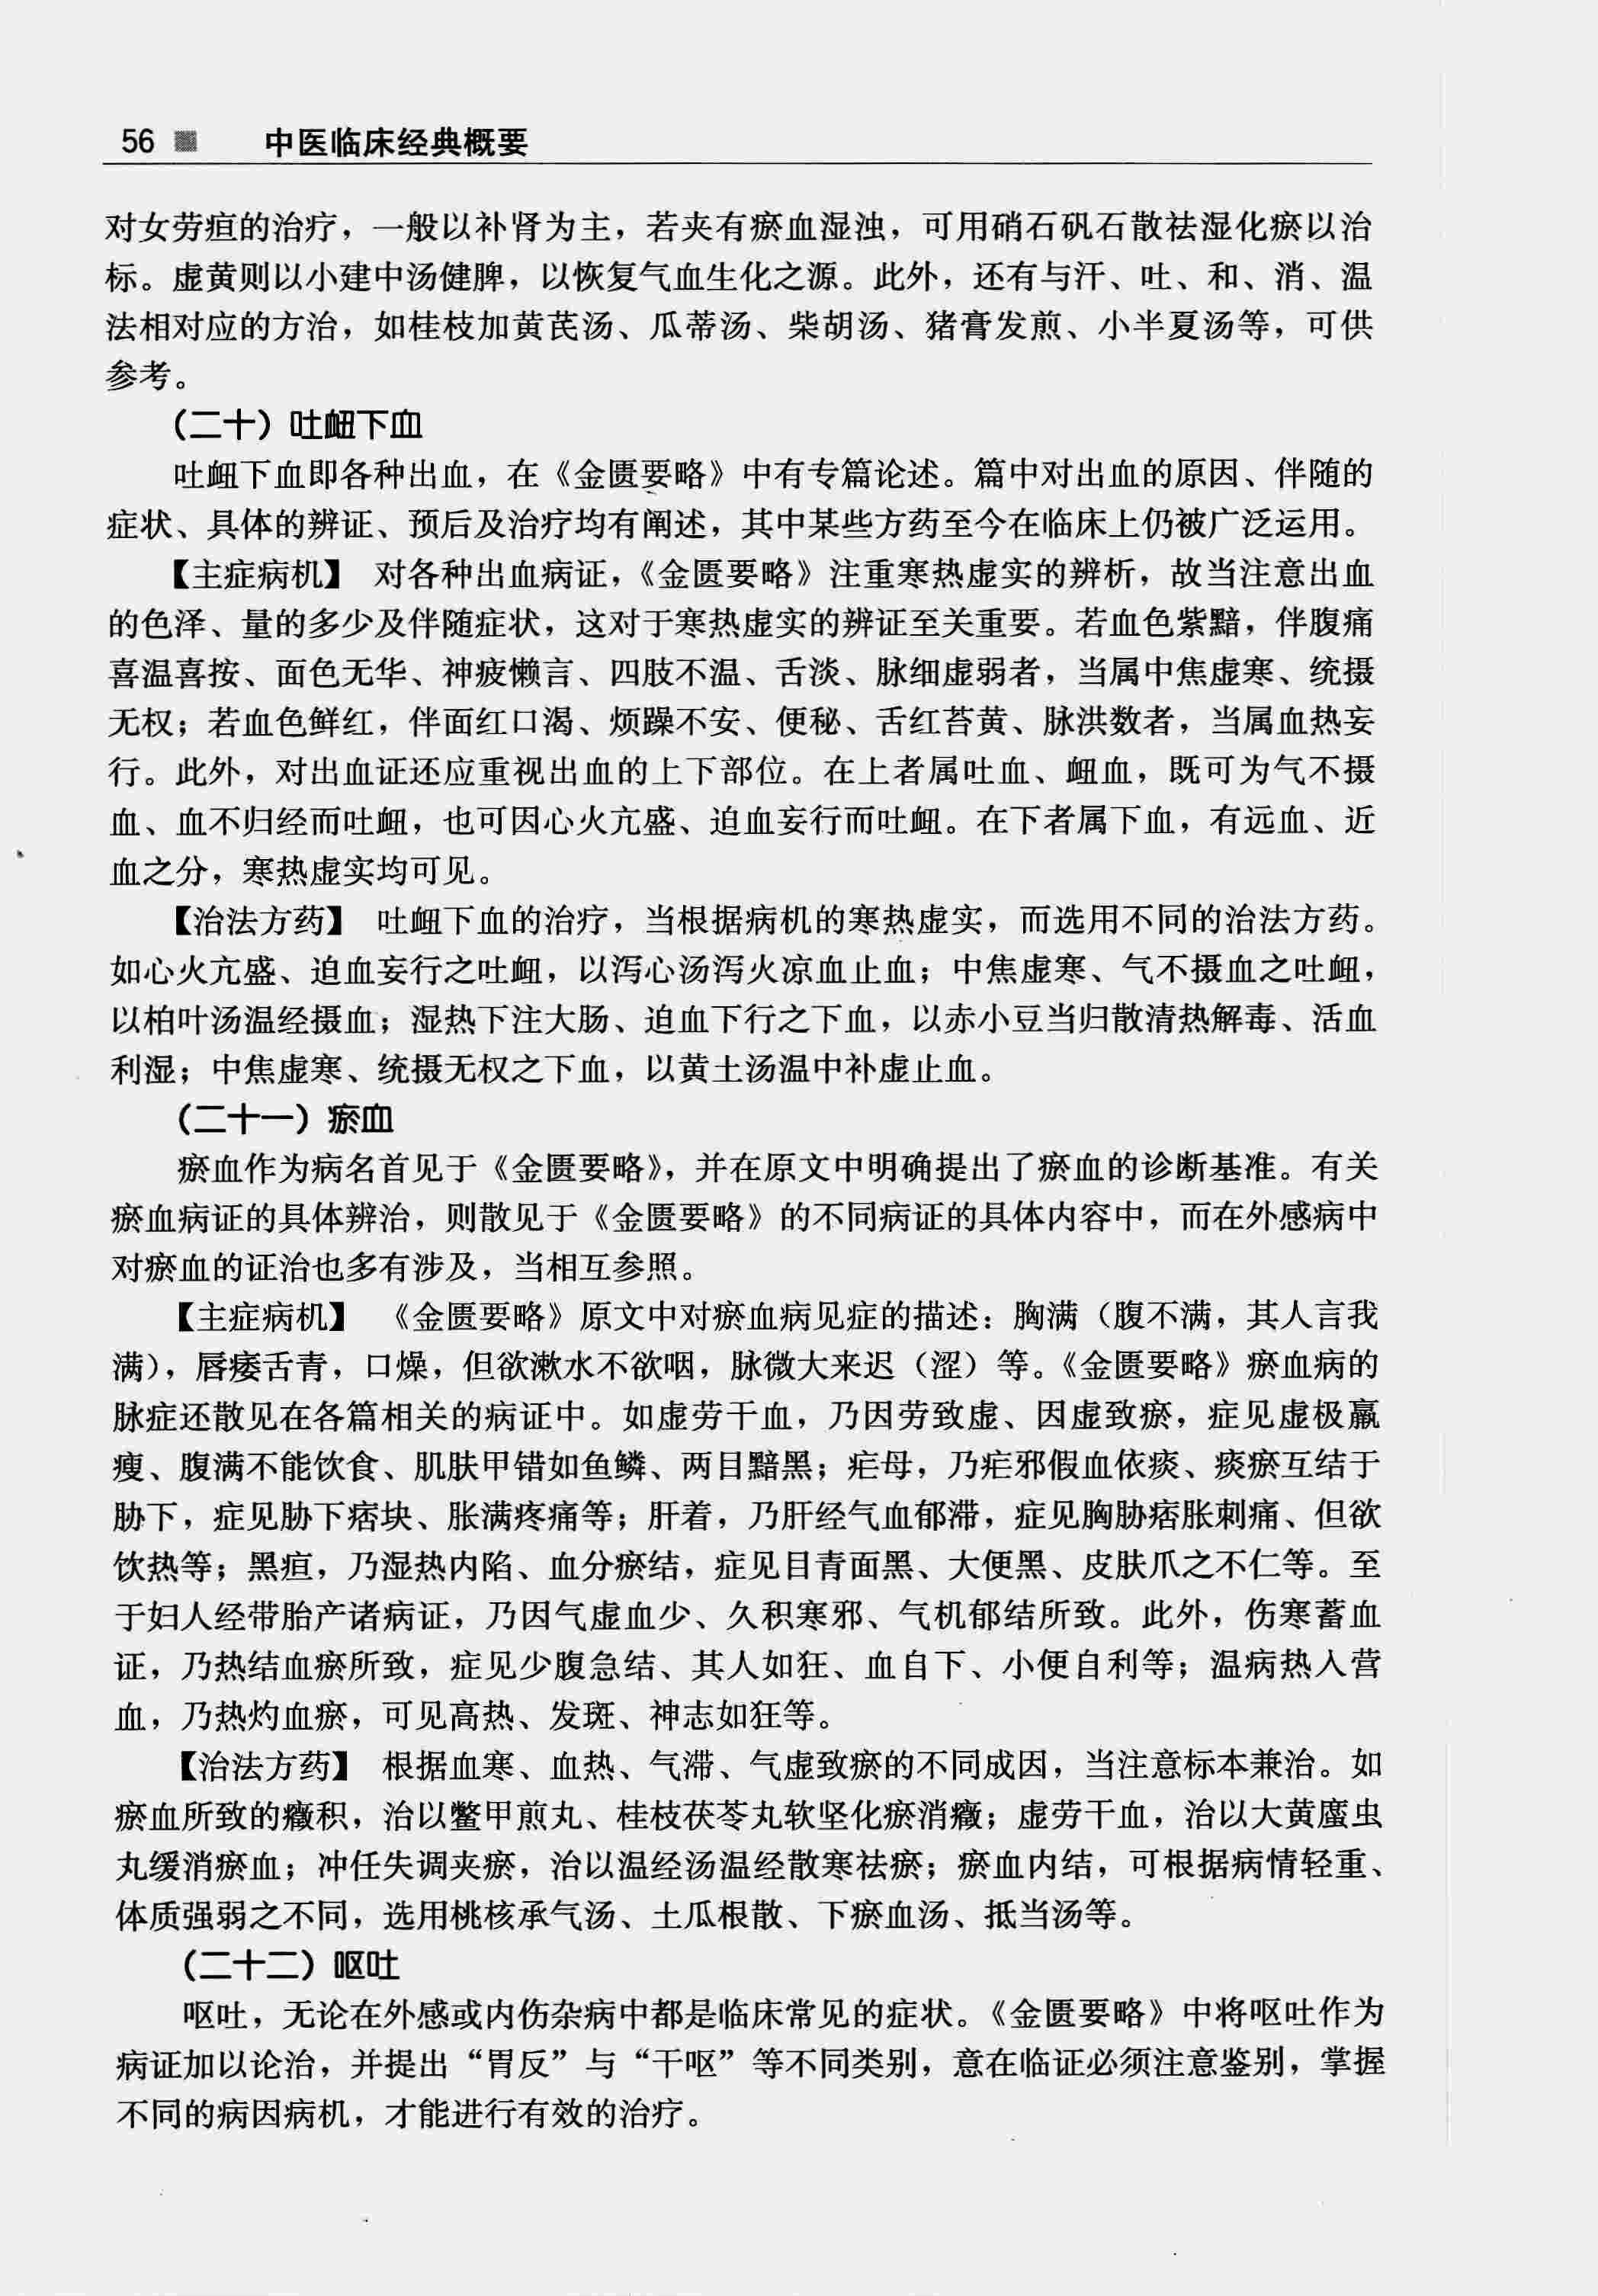 56 中医临床经典概要
对女劳疸的治疗，一般以补肾为主，若夹有瘀血湿浊，可用硝石矾石散祛湿化瘀以治
标。虚黄则以小建中汤健脾，以恢复气血生化之源。此外，还有与汗、吐、和、消、温
法相对应的方治，如桂枝加黄芪汤、瓜蒂汤、柴胡汤、猪膏发煎、小半夏汤等，可供
参考。
（二十）吐衄下血
吐衄下血即各种出血，在《金匮要略》中有专篇论述。篇中对出血的原因、伴随的
症状、具体的辨证、预后及治疗均有阐述，其中某些方药至今在临床上仍被广泛运用。
【主症病机】 对各种出血病证，《金匮要略》注重寒热虚实的辨析，故当注意出血
的色泽、量的多少及伴随症状，这对于寒热虚实的辨证至关重要。若血色紫黯，伴腹痛
喜温喜按、面色无华、神疲懒言、四肢不温、舌淡、脉细虚弱者，当属中焦虚寒、统摄
无权；若血色鲜红，伴面红口渴、烦躁不安、便秘、舌红苔黄、脉洪数者，当属血热妄
行。此外，对出血证还应重视出血的上下部位。在上者属吐血、衄血，既可为气不摄
血、血不归经而吐衄，也可因心火亢盛、迫血妄行而吐衄。在下者属下血，有远血、近
血之分，寒热虚实均可见。
【治法方药】 吐衄下血的治疗，当根据病机的寒热虚实，而选用不同的治法方药。
如心火亢盛、迫血妄行之吐衄，以泻心汤泻火凉血止血；中焦虚寒、气不摄血之吐衄，
以柏叶汤温经摄血；湿热下注大肠、迫血下行之下血，以赤小豆当归散清热解毒、活血
利湿；中焦虚寒、统摄无权之下血，以黄土汤温中补虚止血。
（二十一）瘀血
瘀血作为病名首见于《金匮要略》，并在原文中明确提出了瘀血的诊断基准。有关
瘀血病证的具体辨治，则散见于《金匮要略》的不同病证的具体内容中，而在外感病中
对瘀血的证治也多有涉及，当相互参照。
【主症病机】 《金匮要略》原文中对瘀血病见症的描述：胸满（腹不满，其人言我
满），唇痿舌青，口燥，但欲漱水不欲咽，脉微大来迟（涩）等。《金匮要略》瘀血病的
脉症还散见在各篇相关的病证中。如虚劳干血，乃因劳致虚、因虚致瘀，症见虚极羸
瘦、腹满不能饮食、肌肤甲错如鱼鳞、两目黯黑；疟母，乃疟邪假血依痰、痰瘀互结于
胁下，症见胁下痞块、胀满疼痛等；肝着，乃肝经气血郁滞，症见胸胁痞胀刺痛、但欲
饮热等；黑疸，乃湿热内陷、血分瘀结，症见目青面黑、大便黑、皮肤爪之不仁等。至
于妇人经带胎产诸病证，乃因气虚血少、久积寒邪、气机郁结所致。此外，伤寒蓄血
证，乃热结血瘀所致，症见少腹急结、其人如狂、血自下、小便自利等；温病热入营
血，乃热灼血瘀，可见高热、发斑、神志如狂等。
【治法方药】 根据血寒、血热、气滞、气虚致瘀的不同成因，当注意标本兼治。如
瘀血所致的癥积，治以鳖甲煎丸、桂枝茯苓丸软坚化瘀消癥；虚劳干血，治以大黄䗪虫
丸缓消瘀血；冲任失调夹瘀，治以温经汤温经散寒祛瘀；瘀血内结，可根据病情轻重、
体质强弱之不同，选用桃核承气汤、土瓜根散、下瘀血汤、抵当汤等。
（二十二）呕吐
呕吐，无论在外感或内伤杂病中都是临床常见的症状。《金匮要略》中将呕吐作为
病证加以论治，并提出“胃反”与“干呕”等不同类别，意在临证必须注意鉴别，掌握
不同的病因病机，才能进行有效的治疗。